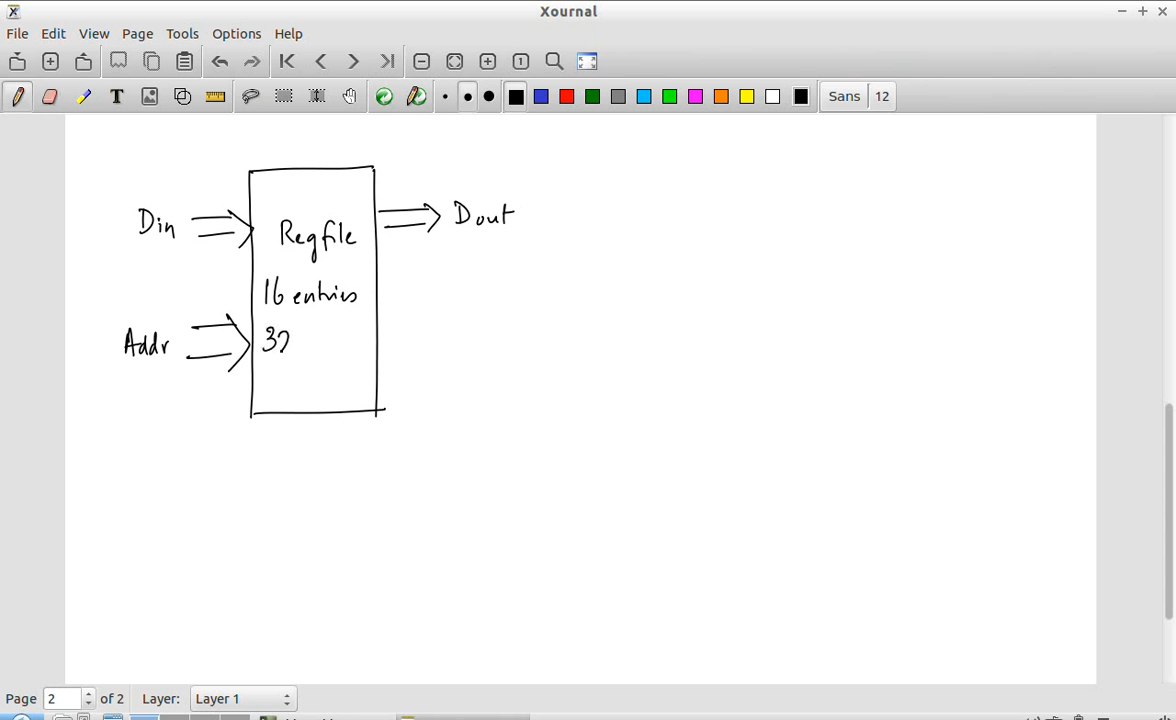 Xournal
File Edit View Page Tools Options Help
Sans 12
Din
Regfile
Dout
16 entries
Addr
32
Page 2 of 2 Layer: Layer 1